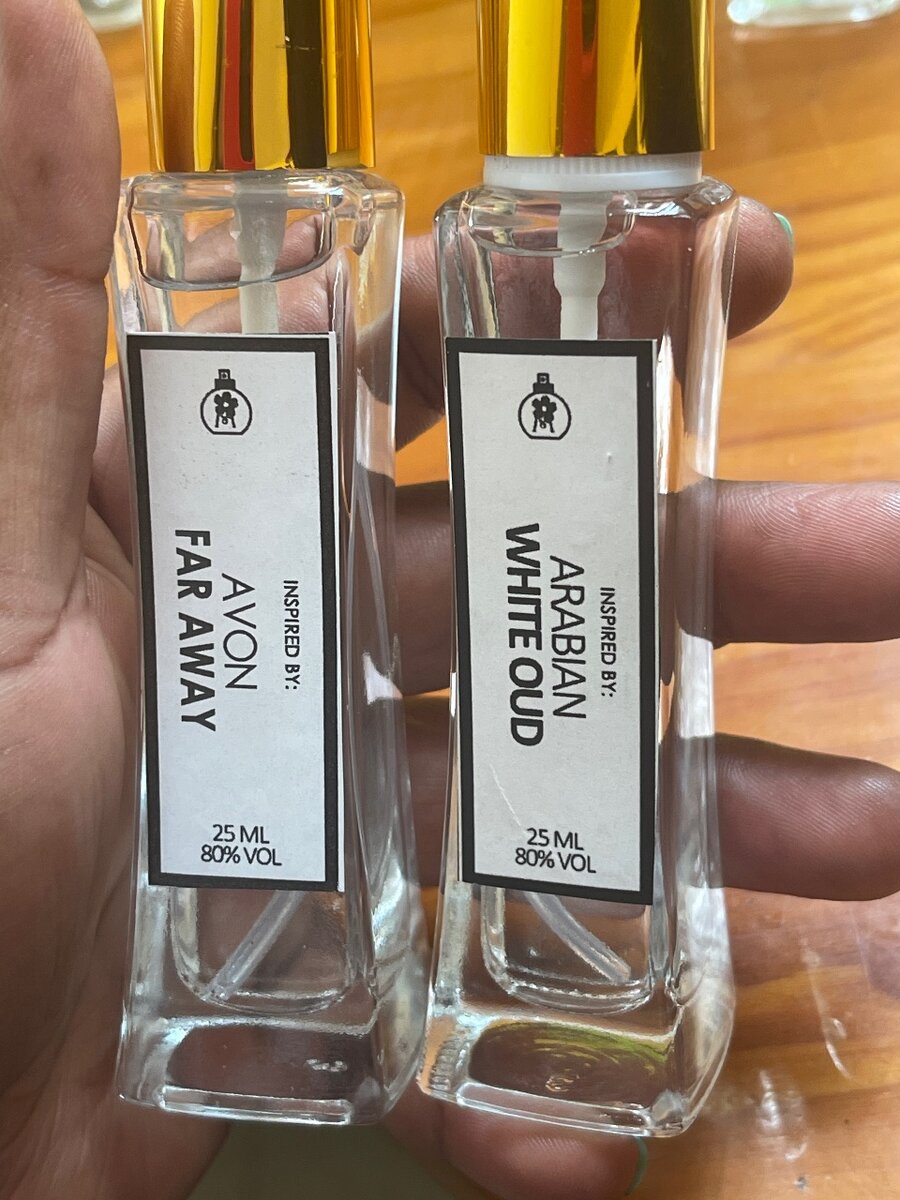 INSPIRED BY:
AVON
FAR AWAY
25 ML
80% VOL
INSPIRED BY:
ARABIAN
WHITE OUD
25 ML
80% VOL